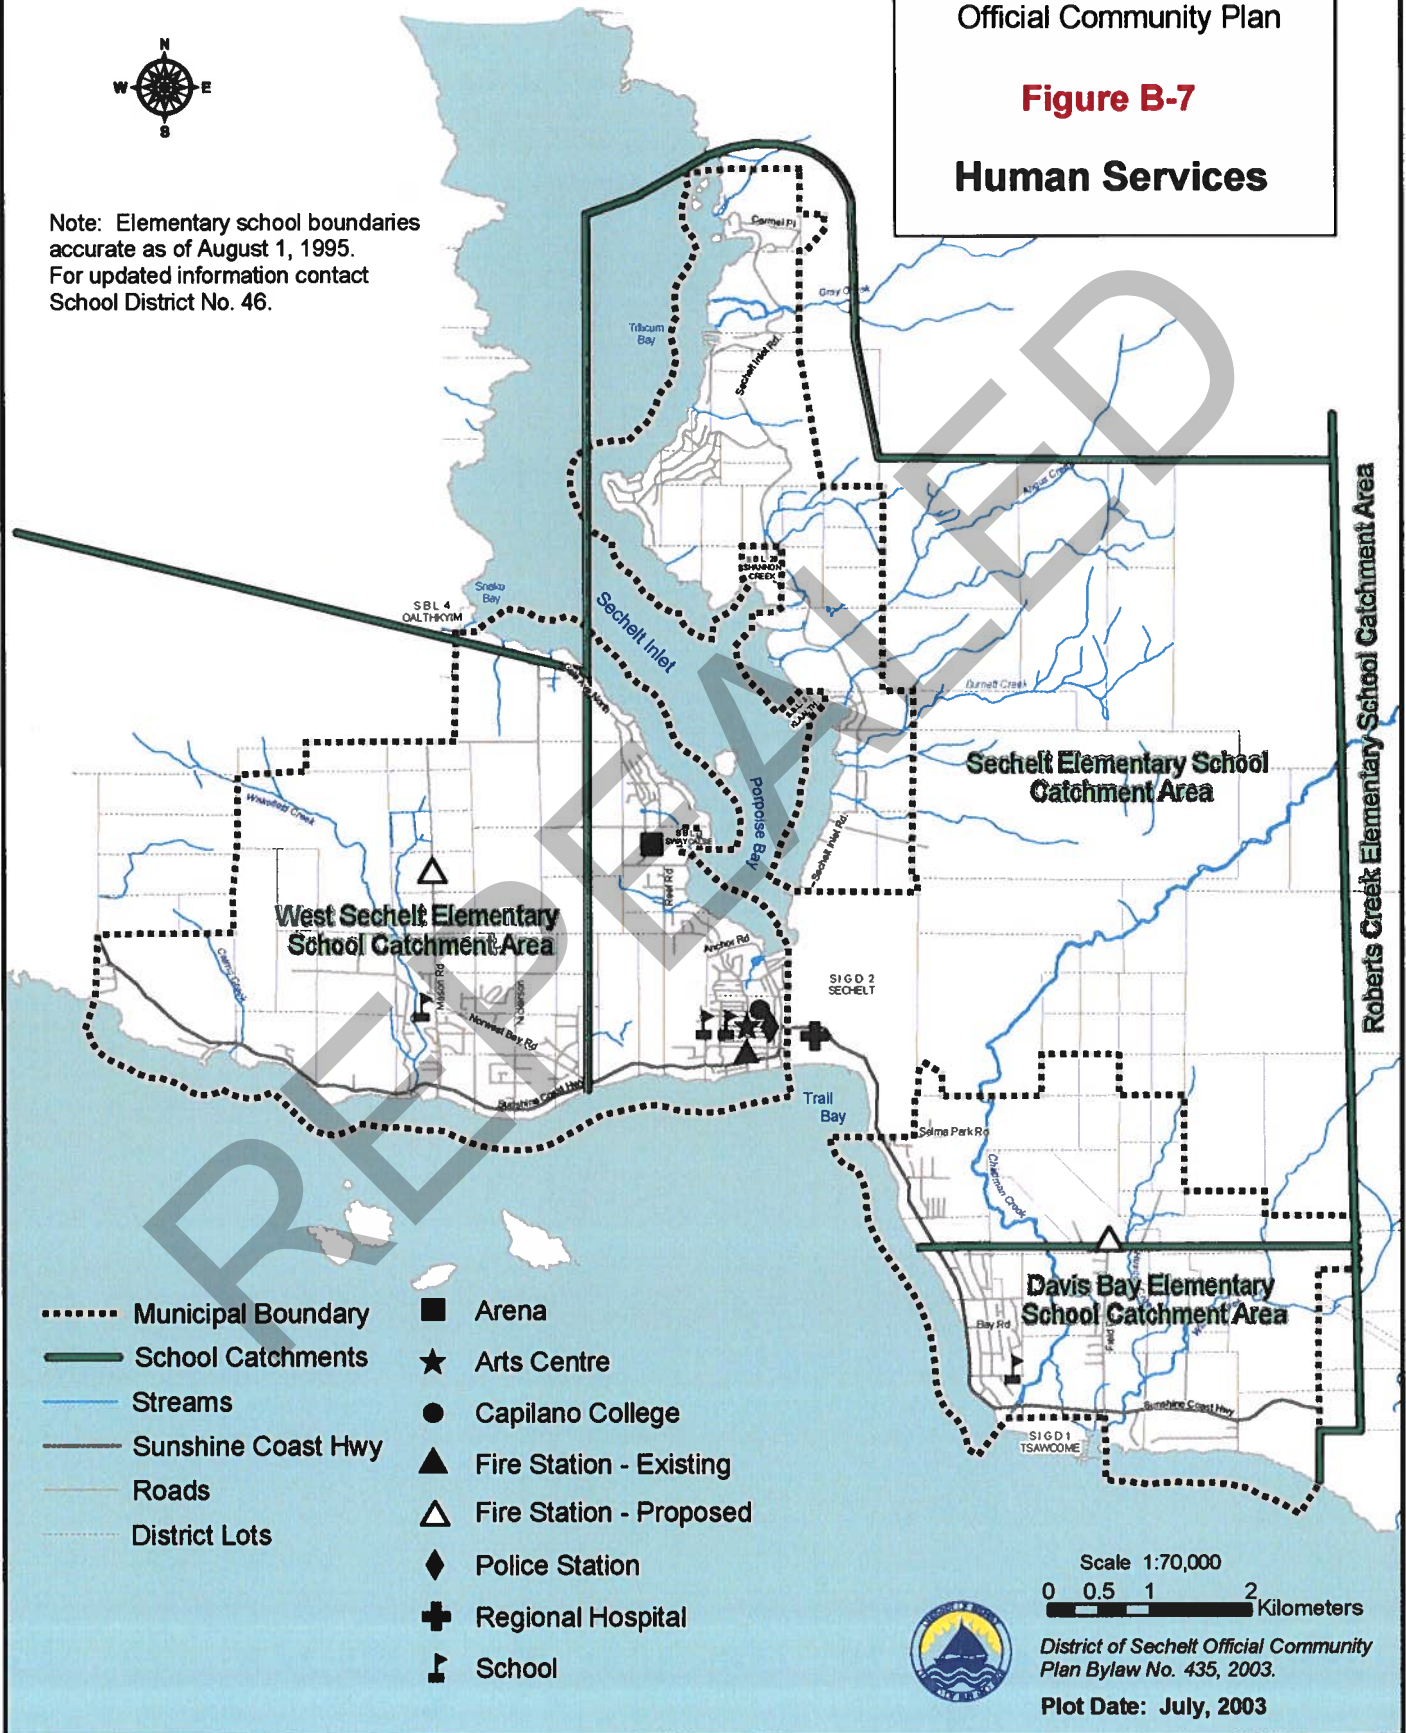 Official Community Plan
Figure B-7
Human Services
N
W
E
S
Note: Elementary school boundaries
accurate as of August 1, 1995.
For updated information contact
School District No. 46.
Carmel Pl
Gray Creek
Tillicum
Bay
Sechelt Inlet Rd.
Angus Creek
SHANNON
CREEK
Snake
Bay
SBL 4
OALTHKYIM
Sechelt Inlet
Burnett Creek
Sechelt Elementary School
Catchment Area
Roberts Creek Elementary School Catchment Area
Wakefield Creek
Porpoise Bay
Sechelt Inlet Rd.
Reef Rd
West Sechelt Elementary
School Catchment Area
Anchor Rd
Mason Rd
Norwest Bay Rd
Sunshine Coast Hwy
SIGD 2
SECHELT
Trail
Bay
Selma Park Rd
Chapman Creek
Davis Bay Elementary
School Catchment Area
Bay Rd
Sunshine Coast Hwy
SIGD 1
TSAWCOME
REPEALED
Municipal Boundary
School Catchments
Streams
Sunshine Coast Hwy
Roads
District Lots
Arena
Arts Centre
Capilano College
Fire Station - Existing
Fire Station - Proposed
Police Station
Regional Hospital
School
Scale 1:70,000
0 0.5 1 2
Kilometers
District of Sechelt Official Community
Plan Bylaw No. 435, 2003.
Plot Date: July, 2003